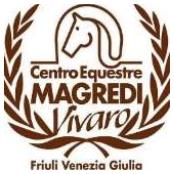 Centro Equestre
MAGREDI
Vivaro
Friuli Venezia Giulia